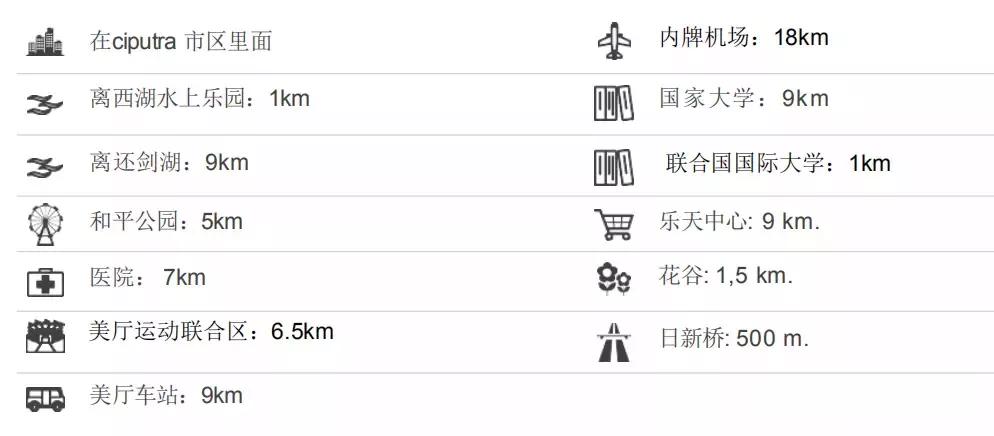 在ciputra 市区里面
离西湖水上乐园：1km
离还剑湖：9km
和平公园：5km
医院： 7km
美厅运动联合区：6.5km
美厅车站：9km
内牌机场：18km
国家大学：9km
联合国国际大学：1km
乐天中心: 9 km.
花谷: 1,5 km.
日新桥: 500 m.